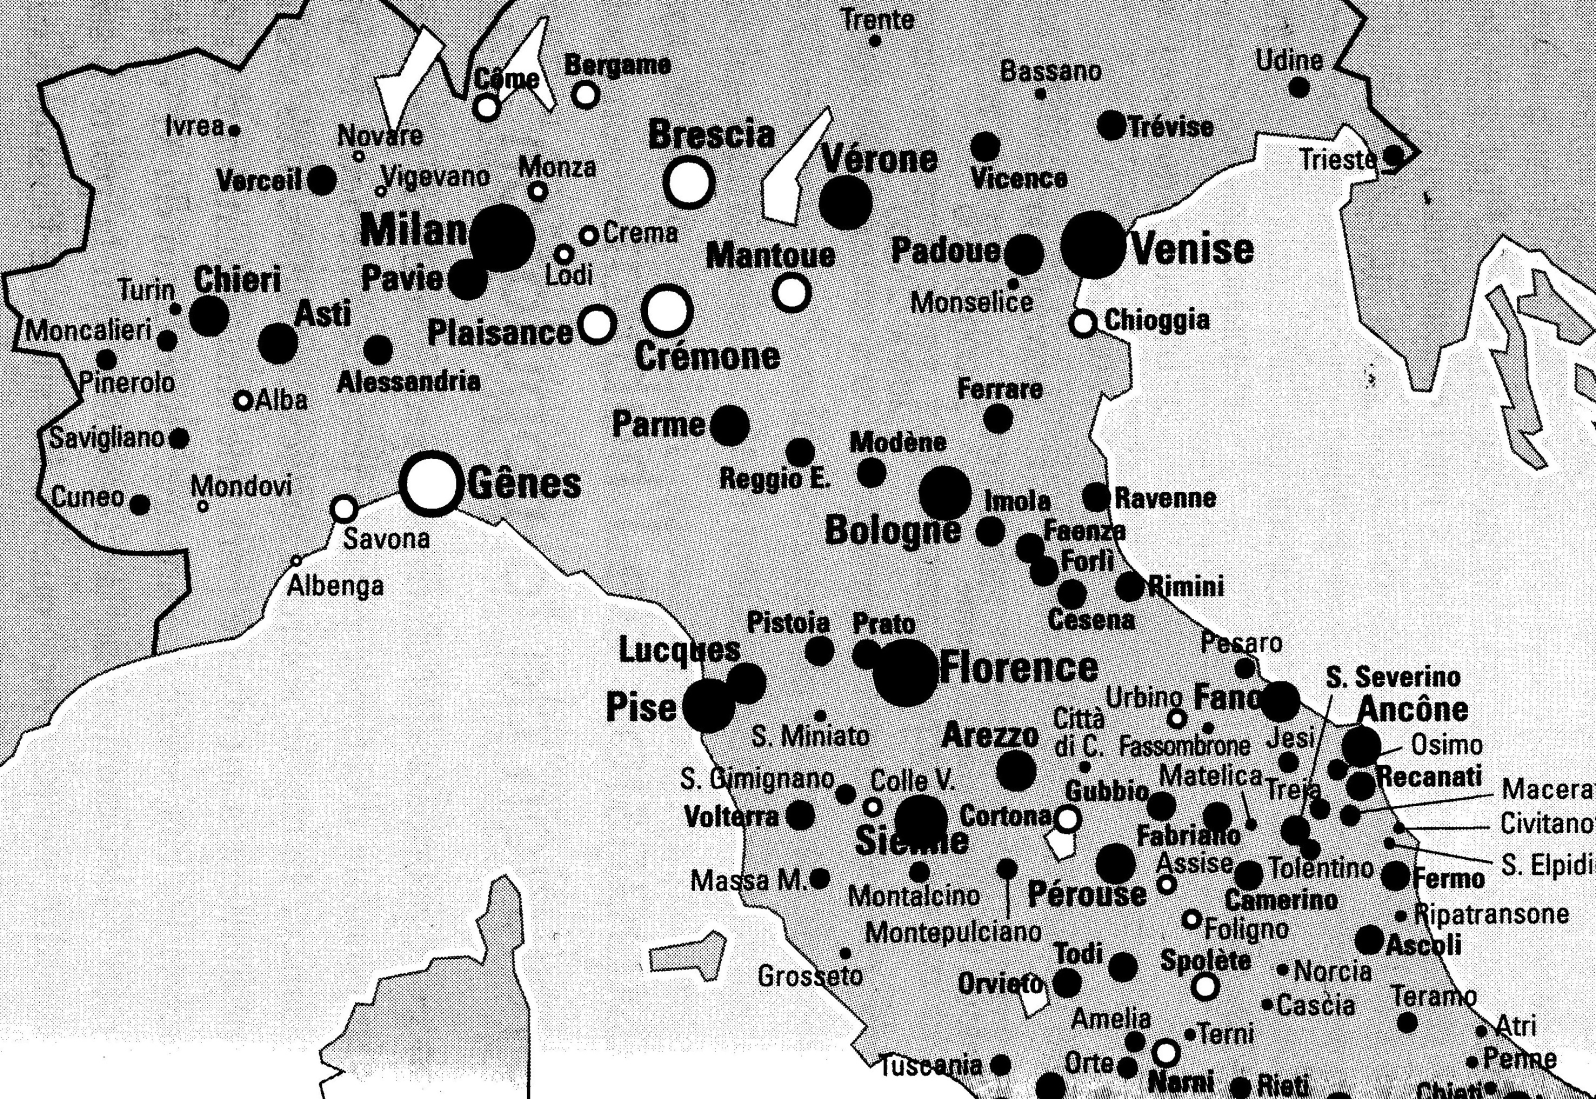 Trente
Udine
Côme
Bergame
Bassano
Ivrea
Novare
Brescia
Trévise
Trieste
Verceil
Vigevano
Monza
Vérone
Vicence
Milan
Crema
Lodi
Mantoue
Padoue
Venise
Turin
Chieri
Pavie
Monselice
Chioggia
Moncalieri
Asti
Plaisance
Crémone
Pinerolo
Alessandria
Alba
Ferrare
Savigliano
Parme
Modène
Reggio E.
Cuneo
Mondovi
Gênes
Bologne
Imola
Ravenne
Savona
Faenza
Forlì
Albenga
Rimini
Cesena
Pistoia
Prato
Lucques
Florence
Pesaro
Pise
S. Miniato
Arezzo
Urbino
Fano
S. Severino
Ancône
Città
di C.
Fassombrone
Jesi
Osimo
S. Gimignano
Colle V.
Gubbio
Matelica
Treja
Recanati
Macera
Volterra
Sienne
Cortona
Fabriano
Civitano
Massa M.
Montalcino
Pérouse
Assise
Tolentino
S. Elpidi
Camerino
Fermo
Montepulciano
Foligno
Ripatransone
Grosseto
Todi
Spolète
Ascoli
Orvieto
Norcia
Cascia
Teramo
Amelia
Terni
Atri
Tuscania
Orte
Narni
Rieti
Penne
Chieti